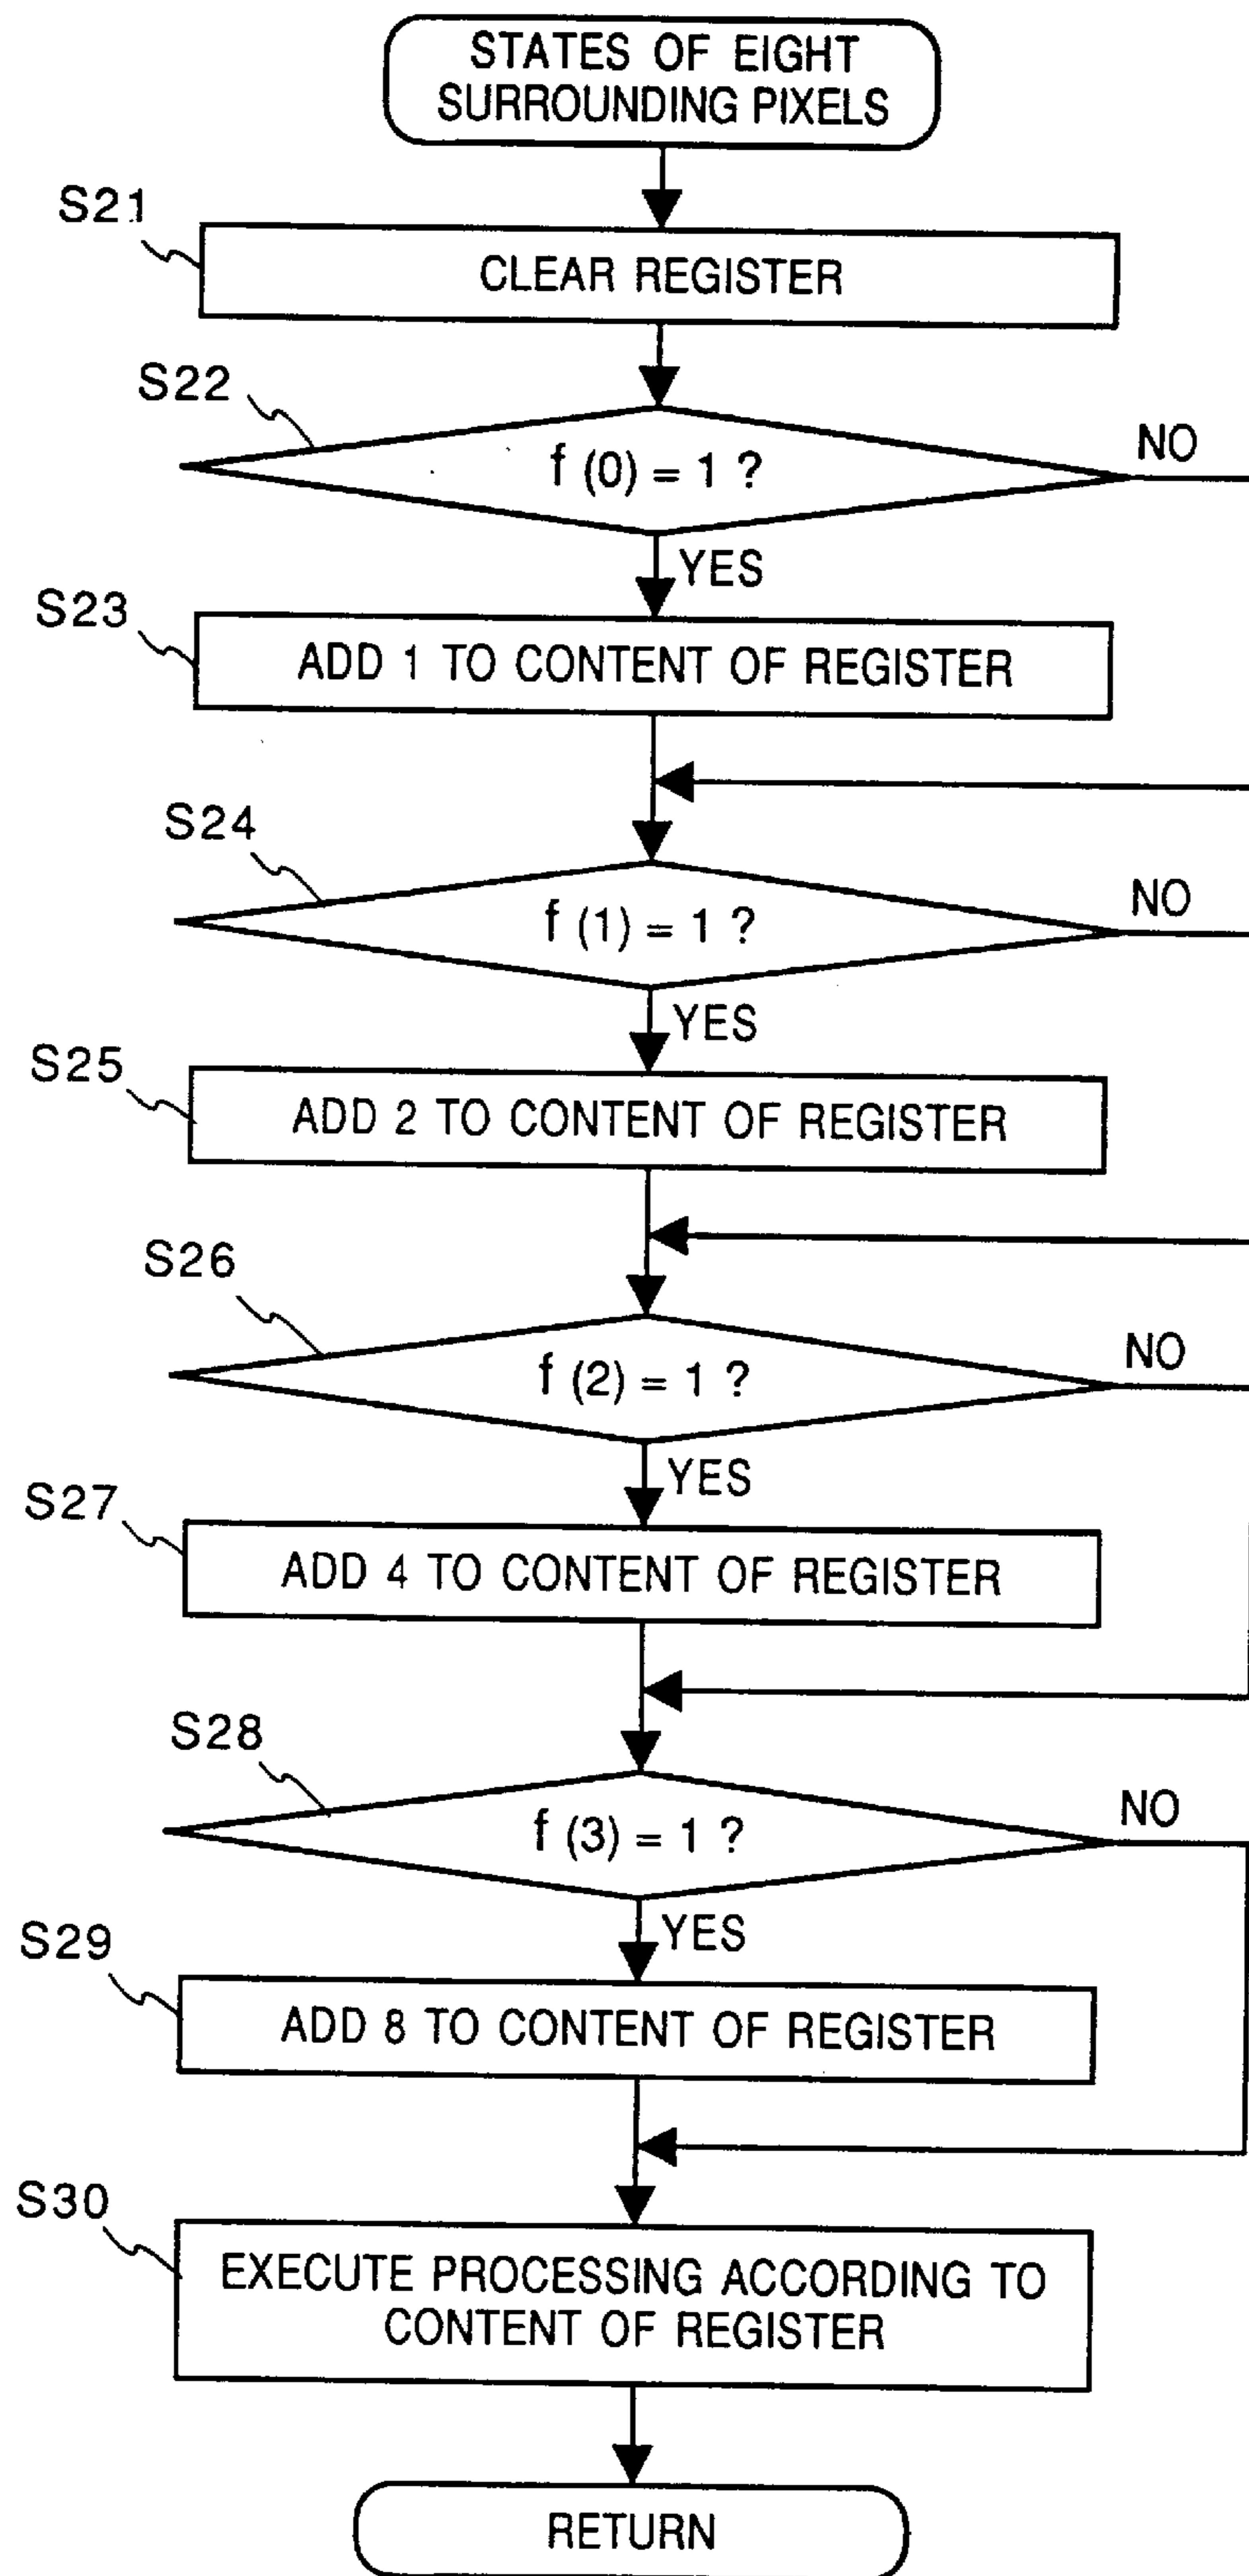 STATES OF EIGHT
SURROUNDING PIXELS
S21
CLEAR REGISTER
S22
f (0) = 1 ?
NO
YES
S23
ADD 1 TO CONTENT OF REGISTER
S24
f (1) = 1 ?
NO
YES
S25
ADD 2 TO CONTENT OF REGISTER
S26
f (2) = 1 ?
NO
YES
S27
ADD 4 TO CONTENT OF REGISTER
S28
f (3) = 1 ?
NO
YES
S29
ADD 8 TO CONTENT OF REGISTER
S30
EXECUTE PROCESSING ACCORDING TO
CONTENT OF REGISTER
RETURN